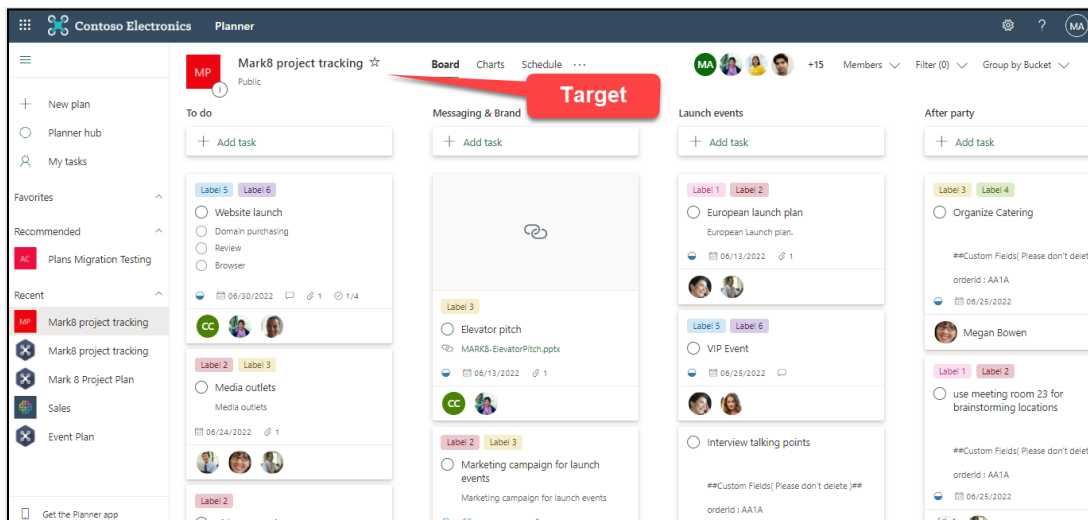 Contoso Electronics
Planner
?
MA
MP
Mark8 project tracking
Public
Board
Charts
Schedule
...
MA
+15
Members
Filter (0)
Group by Bucket
Target
New plan
Planner hub
My tasks
Favorites
Recommended
AC
Plans Migration Testing
Recent
MP
Mark8 project tracking
Mark8 project tracking
Mark 8 Project Plan
Sales
Event Plan
Get the Planner app
To do
Add task
Label 5
Label 6
Website launch
Domain purchasing
Review
Browser
06/30/2022
1
1/4
CC
Label 2
Label 3
Media outlets
Media outlets
06/24/2022
1
Label 2
Messaging & Brand
Add task
Label 3
Elevator pitch
MARK8-ElevatorPitch.pptx
06/13/2022
1
CC
Label 2
Label 3
Marketing campaign for launch
events
Marketing campaign for launch events
Launch events
Add task
Label 1
Label 2
European launch plan
European Launch plan.
06/13/2022
1
Label 5
Label 6
VIP Event
06/25/2022
Interview talking points
##Custom Fields( Please don't delete )##
orderId : AA1A
After party
Add task
Label 3
Label 4
Organize Catering
##Custom Fields( Please don't delet
orderId : AA1A
06/25/2022
Megan Bowen
Label 1
Label 2
use meeting room 23 for
brainstorming locations
##Custom Fields( Please don't delet
orderId : AA1A
06/25/2022